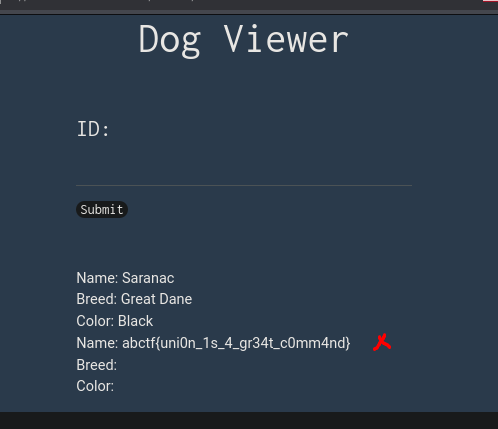 Dog Viewer
ID:
Submit
Name: Saranac
Breed: Great Dane
Color: Black
Name: abctf{uni0n_1s_4_gr34t_c0mm4nd}
Breed:
Color: